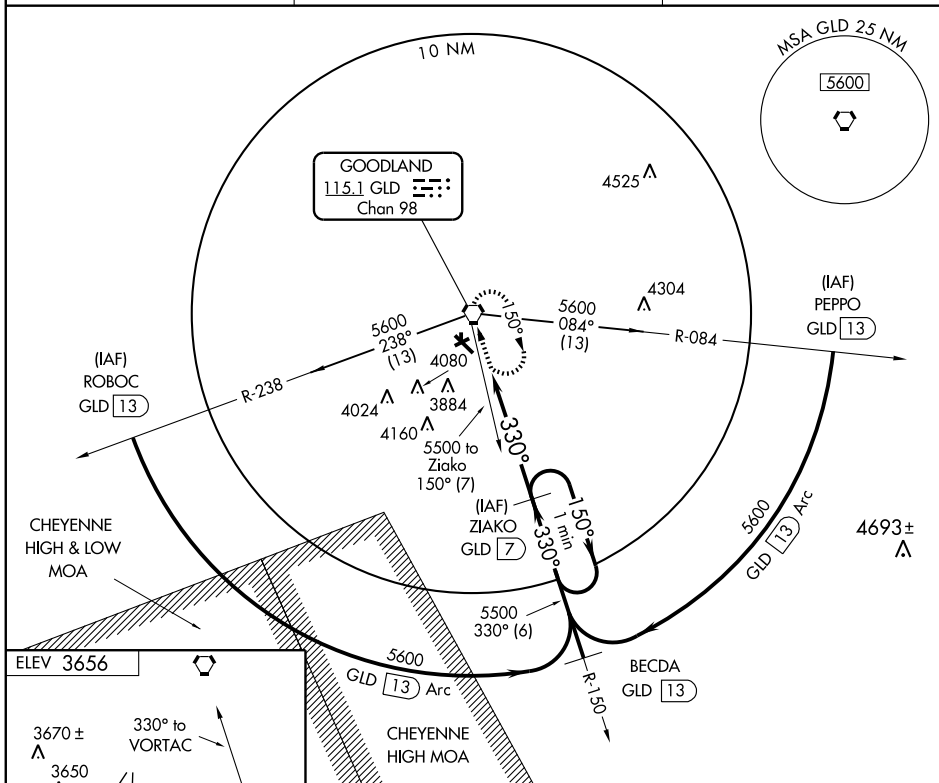 10 NM
MSA GLD 25 NM
5600
GOODLAND
115.1 GLD
Chan 98
4525
4304
(IAF)
PEPPO
GLD 13
5600
084°
(13)
R-084
150°
5600
238°
(13)
R-238
(IAF)
ROBOC
GLD 13
4080
4024
3884
4160
5500 to
Ziako
150° (7)
330°
(IAF)
ZIAKO
GLD 7
150°
1 min
330°
5600
GLD 13 Arc
4693±
CHEYENNE
HIGH & LOW
MOA
5500
330° (6)
5600
GLD 13 Arc
BECDA
GLD 13
R-150
CHEYENNE
HIGH MOA
ELEV 3656
3670 ±
330° to
VORTAC
3650